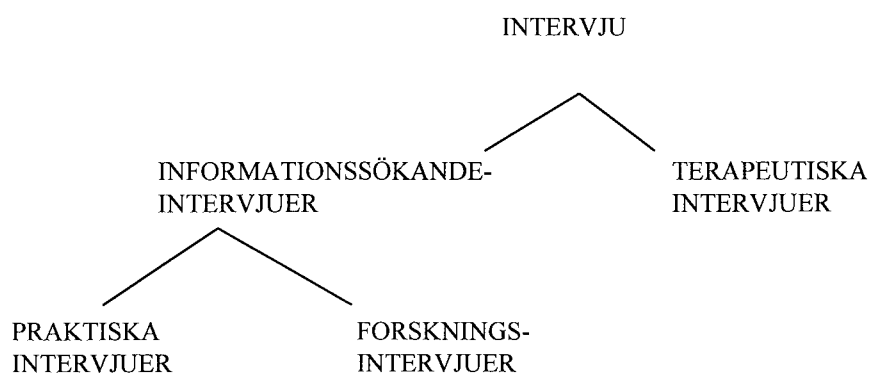 INTERVJU
INFORMATIONSSÖKANDE-
INTERVJUER
TERAPEUTISKA
INTERVJUER
PRAKTISKA
INTERVJUER
FORSKNINGS-
INTERVJUER